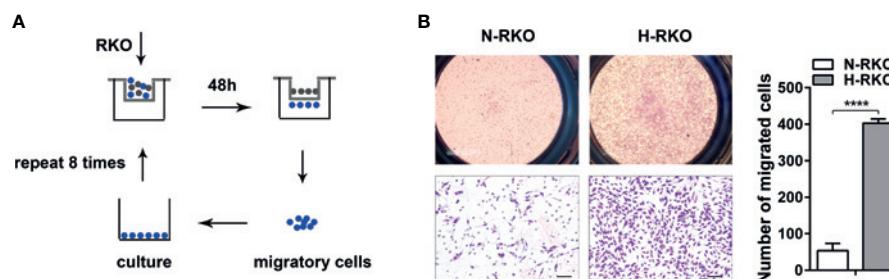 A
RKO
48h
repeat 8 times
culture
migratory cells
B
N-RKO
H-RKO
N-RKO
H-RKO
Number of migrated cells
500
400
300
200
100
0
****